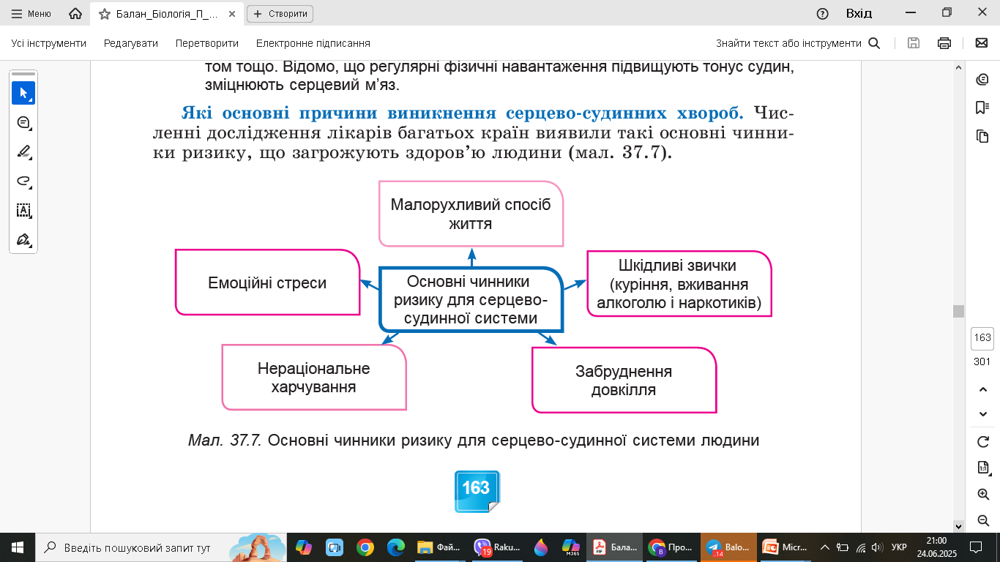 Меню
Балан_Біологія_П_...
Створити
Вхід
Усі інструменти
Редагувати
Перетворити
Електронне підписання
Знайти текст або інструменти
том тощо. Відомо, що регулярні фізичні навантаження підвищують тонус судин,
зміцнюють серцевий м’яз.
Які основні причини виникнення серцево-судинних хвороб. Чис-
ленні дослідження лікарів багатьох країн виявили такі основні чинни-
ки ризику, що загрожують здоров’ю людини (мал. 37.7).
Малорухливий спосіб
життя
Емоційні стреси
Основні чинники
ризику для серцево-
судинної системи
Шкідливі звички
(куріння, вживання
алкоголю і наркотиків)
Нераціональне
харчування
Забруднення
довкілля
Мал. 37.7. Основні чинники ризику для серцево-судинної системи людини
163
163
301
1:1
Введіть пошуковий запит тут
Фай...
19
Raku...
M365
Бала...
Про...
..14
Balo...
Micr...
УКР
21:00
24.06.2025